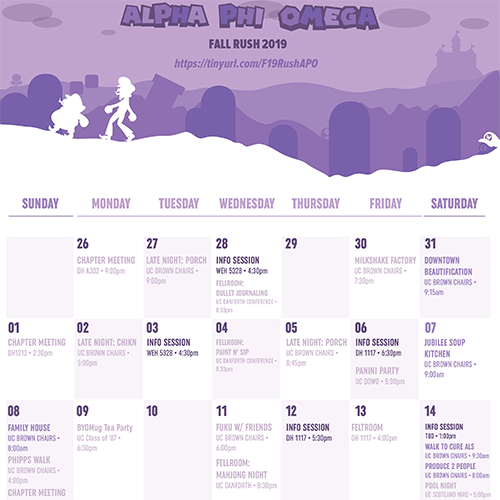 ALPHA PHI OMEGA
FALL RUSH 2019
https://tinyurl.com/F19RushAPO
SUNDAY MONDAY TUESDAY WEDNESDAY THURSDAY FRIDAY SATURDAY
26
CHAPTER MEETING
DH A302 • 9:30pm
27
LATE NIGHT: PORCH
UC BROWN CHAIRS •
9:00pm
28
INFO SESSION
WEH 5328 • 4:30pm
FELLROOM:
BULLET JOURNALING
UC DANFORTH CONFERENCE •
8:30pm
29
30
MILKSHAKE FACTORY
UC BROWN CHAIRS •
7:30pm
31
DOWNTOWN
BEAUTIFICATION
UC BROWN CHAIRS •
9:15am
01
CHAPTER MEETING
DH1212 • 2:30pm
02
LATE NIGHT: CHIKN
UC BROWN CHAIRS •
5:00pm
03
INFO SESSION
WEH 5328 • 4:30pm
04
FELLROOM:
PAINT N' SIP
UC DANFORTH CONFERENCE •
8:30pm
05
LATE NIGHT: PORCH
UC BROWN CHAIRS •
8:45pm
06
INFO SESSION
DH 1117 • 6:30pm
PANINI PARTY
UC DOWD • 5:00pm
07
JUBILEE SOUP
KITCHEN
UC BROWN CHAIRS •
9:00am
08
FAMILY HOUSE
UC BROWN CHAIRS •
8:00am
PHIPPS WALK
UC BROWN CHAIRS •
4:00pm
CHAPTER MEETING
09
BYOMug Tea Party
UC Class of '87 •
6:30pm
10
11
FUKU W/ FRIENDS
UC BROWN CHAIRS •
6:00pm
FELLROOM:
MAHJONG NIGHT
UC DANFORTH • 8:30pm
12
INFO SESSION
DH 1117 • 5:30pm
13
FELTROOM
DH 1117 • 4:00pm
14
INFO SESSION
TBD • 1:00pm
WALK TO CURE ALS
UC BROWN CHAIRS • 9:30am
PRODUCE 2 PEOPLE
UC BROWN CHAIRS • 8:00am
POOL NIGHT
UC SCOTLAND YARD • 5:00pm